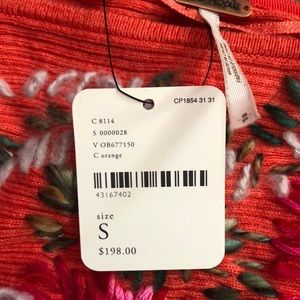 CP1854 31 31
C 8114
S 0000028
V OB677150
C orange
43167402
size
S
$198.00